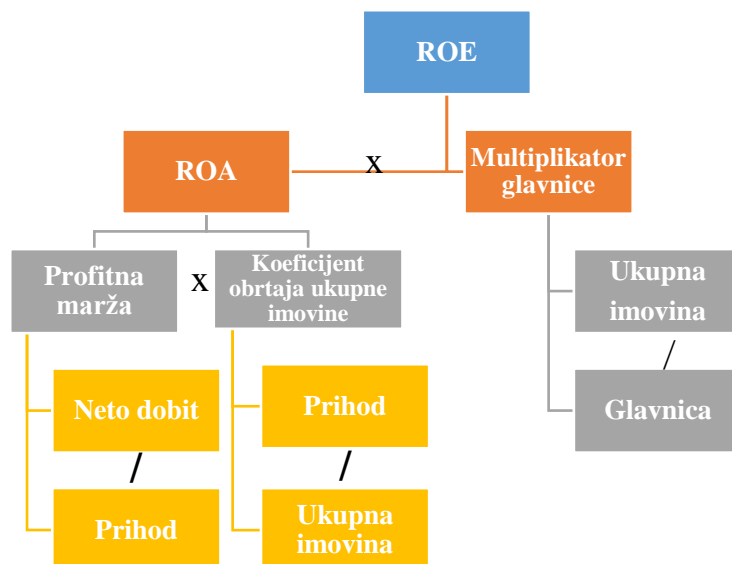 ROE
ROA
x
Multiplikator
glavnice
Profitna
marža
x
Koeficijent
obrtaja ukupne
imovine
Ukupna
imovina
/
Glavnica
Neto dobit
/
Prihod
Prihod
/
Ukupna
imovina